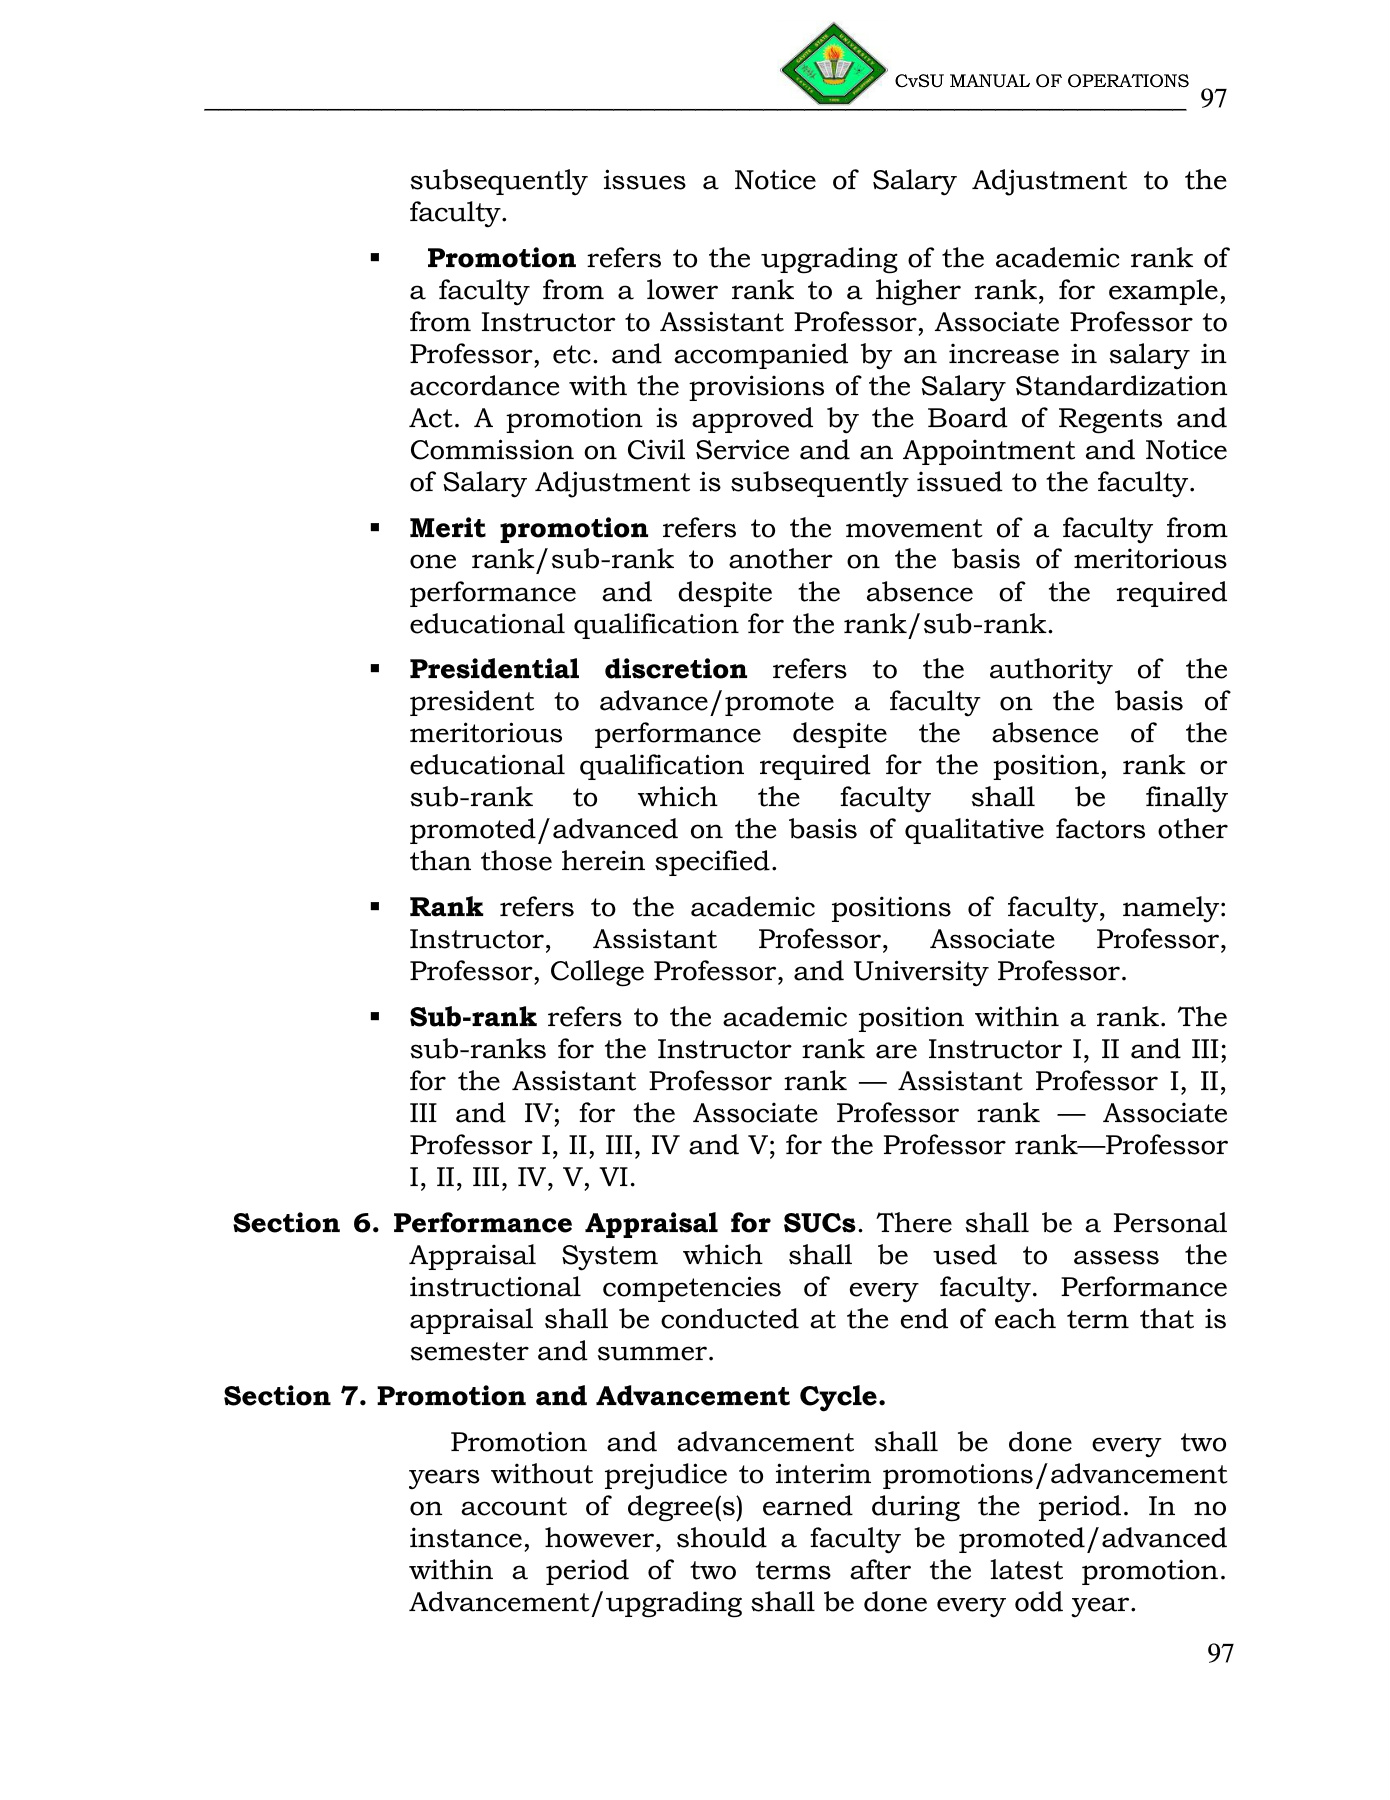 CvSU MANUAL OF OPERATIONS
97
subsequently issues a Notice of Salary Adjustment to the
faculty.
▪ Promotion refers to the upgrading of the academic rank of
a faculty from a lower rank to a higher rank, for example,
from Instructor to Assistant Professor, Associate Professor to
Professor, etc. and accompanied by an increase in salary in
accordance with the provisions of the Salary Standardization
Act. A promotion is approved by the Board of Regents and
Commission on Civil Service and an Appointment and Notice
of Salary Adjustment is subsequently issued to the faculty.
▪ Merit promotion refers to the movement of a faculty from
one rank/sub-rank to another on the basis of meritorious
performance and despite the absence of the required
educational qualification for the rank/sub-rank.
▪ Presidential discretion refers to the authority of the
president to advance/promote a faculty on the basis of
meritorious performance despite the absence of the
educational qualification required for the position, rank or
sub-rank to which the faculty shall be finally
promoted/advanced on the basis of qualitative factors other
than those herein specified.
▪ Rank refers to the academic positions of faculty, namely:
Instructor, Assistant Professor, Associate Professor,
Professor, College Professor, and University Professor.
▪ Sub-rank refers to the academic position within a rank. The
sub-ranks for the Instructor rank are Instructor I, II and III;
for the Assistant Professor rank — Assistant Professor I, II,
III and IV; for the Associate Professor rank — Associate
Professor I, II, III, IV and V; for the Professor rank—Professor
I, II, III, IV, V, VI.
Section 6. Performance Appraisal for SUCs. There shall be a Personal
Appraisal System which shall be used to assess the
instructional competencies of every faculty. Performance
appraisal shall be conducted at the end of each term that is
semester and summer.
Section 7. Promotion and Advancement Cycle.
Promotion and advancement shall be done every two
years without prejudice to interim promotions/advancement
on account of degree(s) earned during the period. In no
instance, however, should a faculty be promoted/advanced
within a period of two terms after the latest promotion.
Advancement/upgrading shall be done every odd year.
97